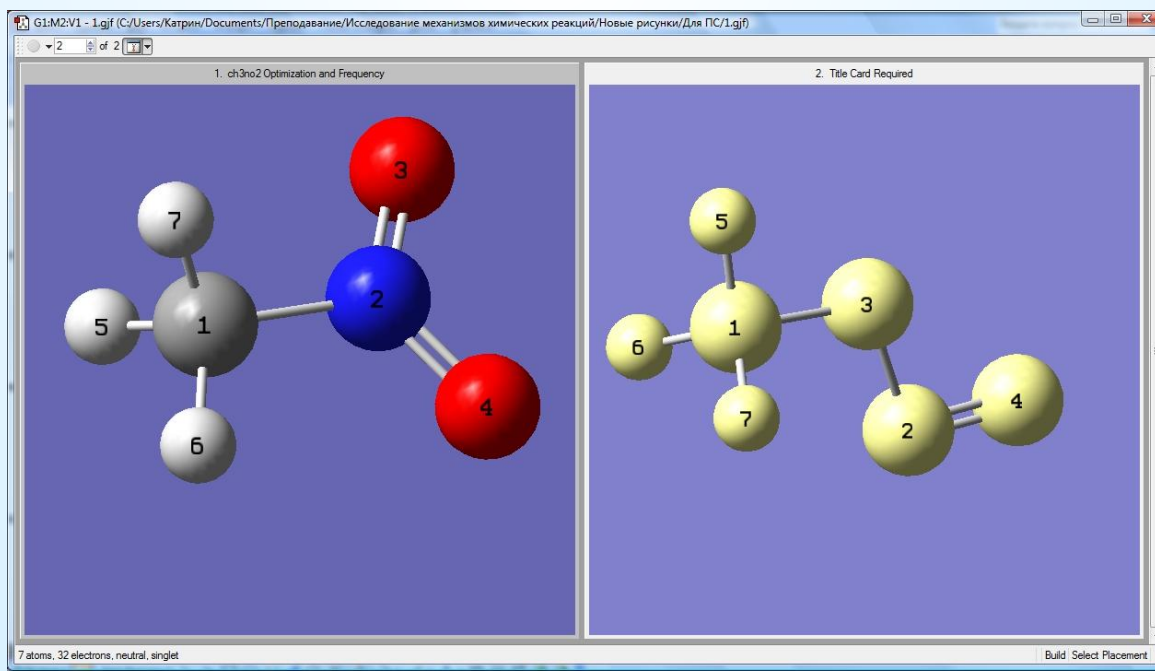 G1:M2:V1 - 1.gjf (C:/Users/Катрин/Documents/Преподавание/Исследование механизмов химических реакций/Новые рисунки/Для ПС/1.gjf)
2 of 2
1. ch3no2 Optimization and Frequency
2. Title Card Required
3
7
5
2
5
1
3
6
1
4
7
4
6
2
7 atoms, 32 electrons, neutral, singlet
Build Select Placement